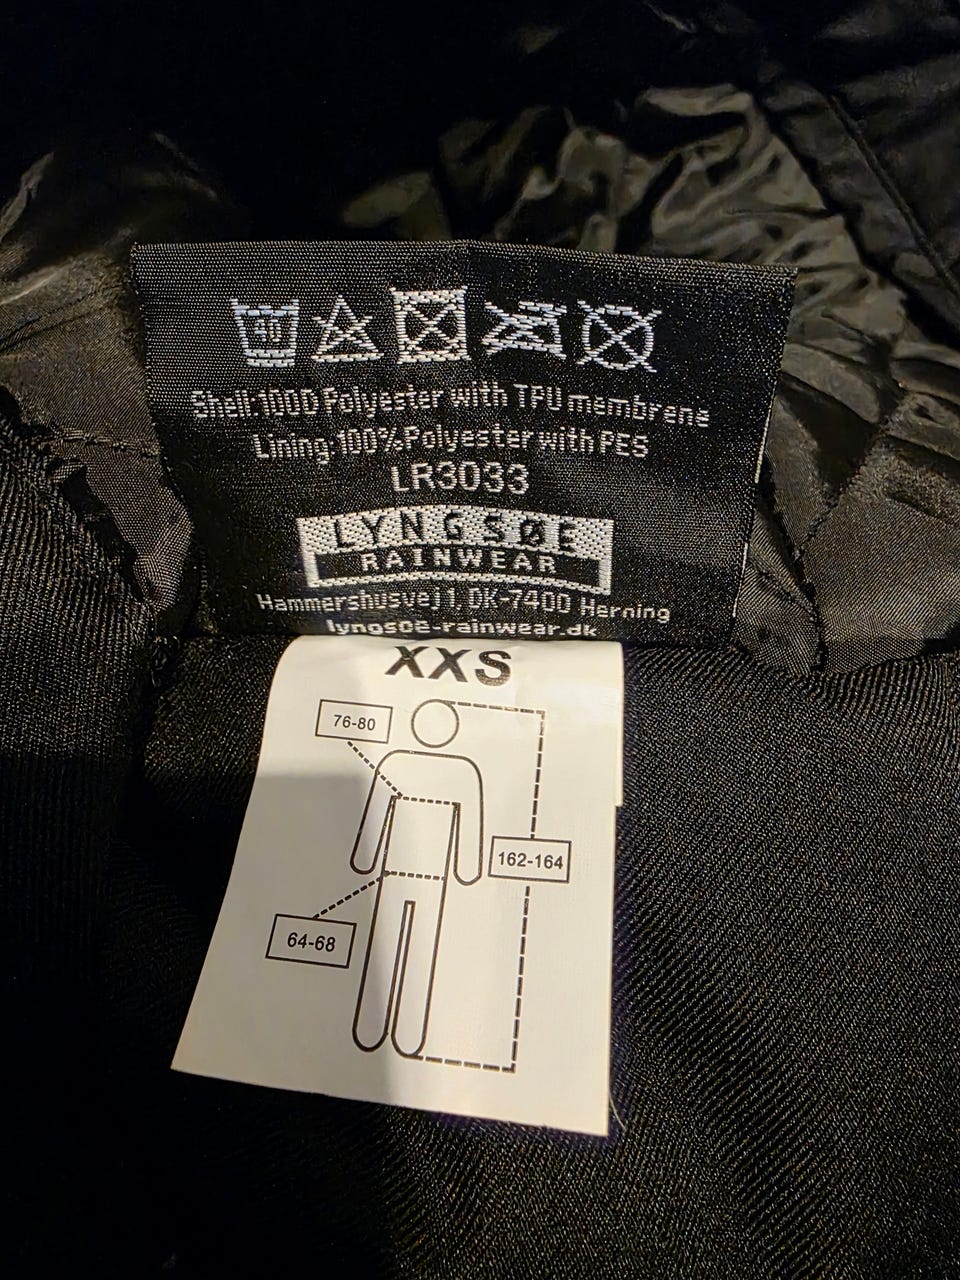 30
Shell:100D Polyester with TPU membrene
Lining:100%Polyester with PES
LR3033
LYNGSØE
RAINWEAR
Hammershusvej 1, DK-7400 Herning
lyngsoe-rainwear.dk
XXS
76-80
162-164
64-68